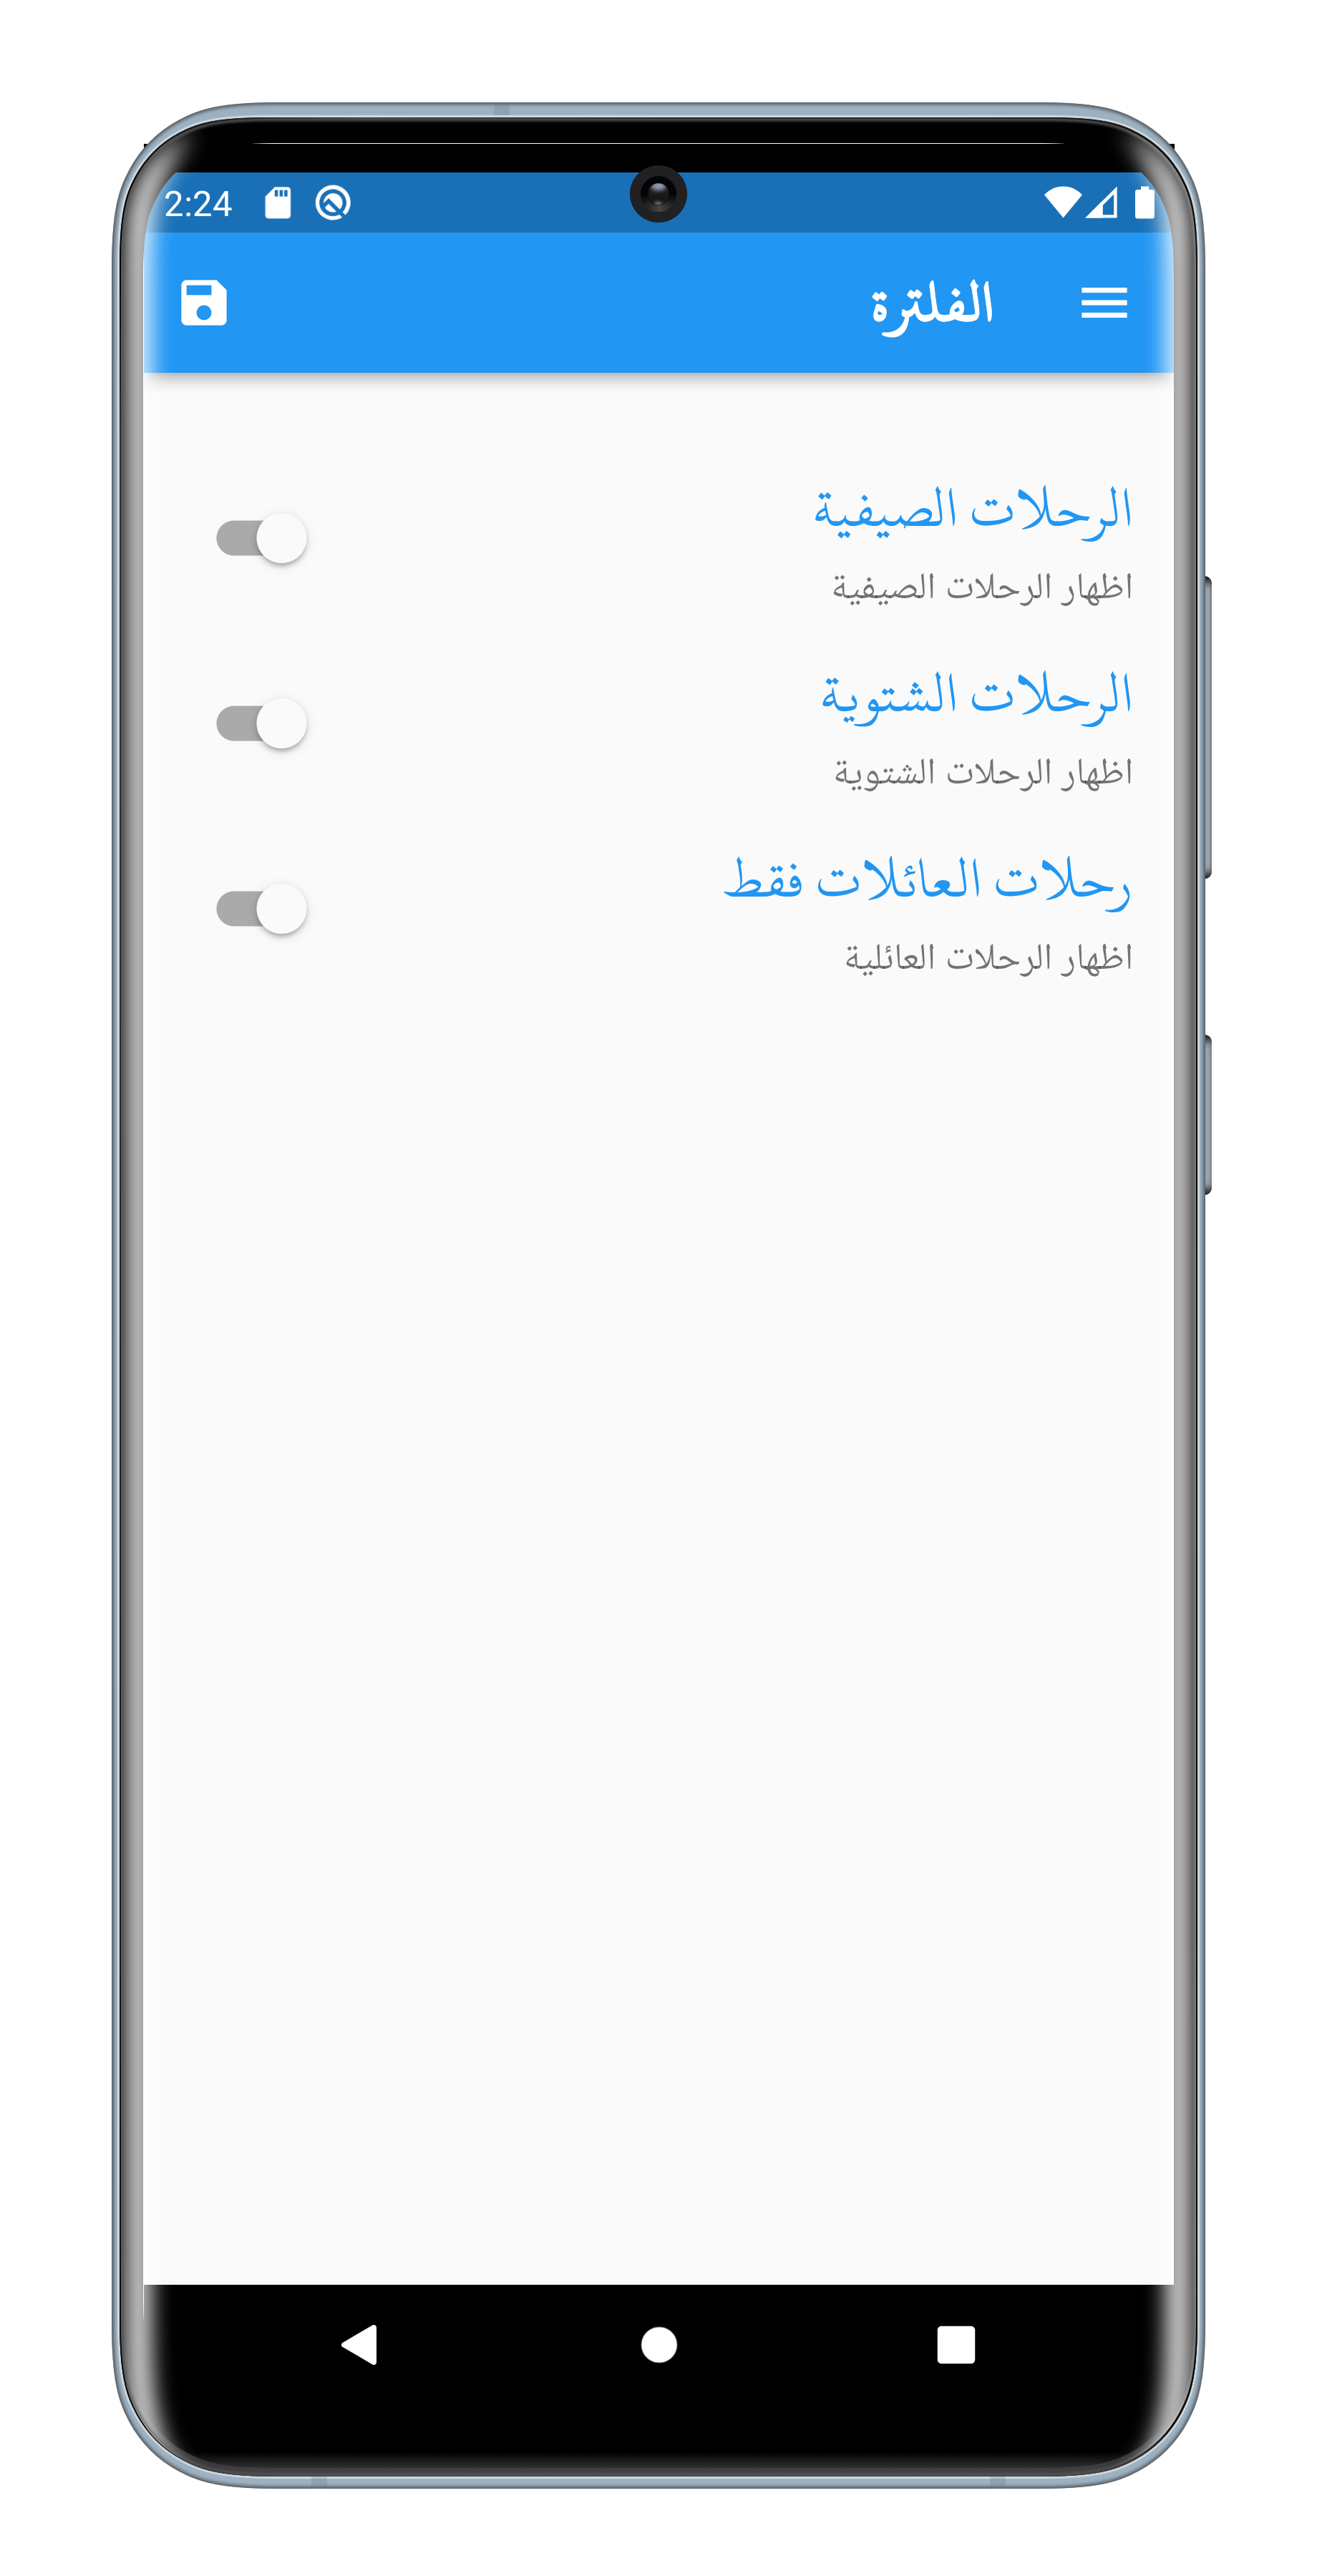 2:24
الفلترة
الرحلات الصيفية
اظهار الرحلات الصيفية
الرحلات الشتوية
اظهار الرحلات الشتوية
رحلات العائلات فقط
اظهار الرحلات العائلية